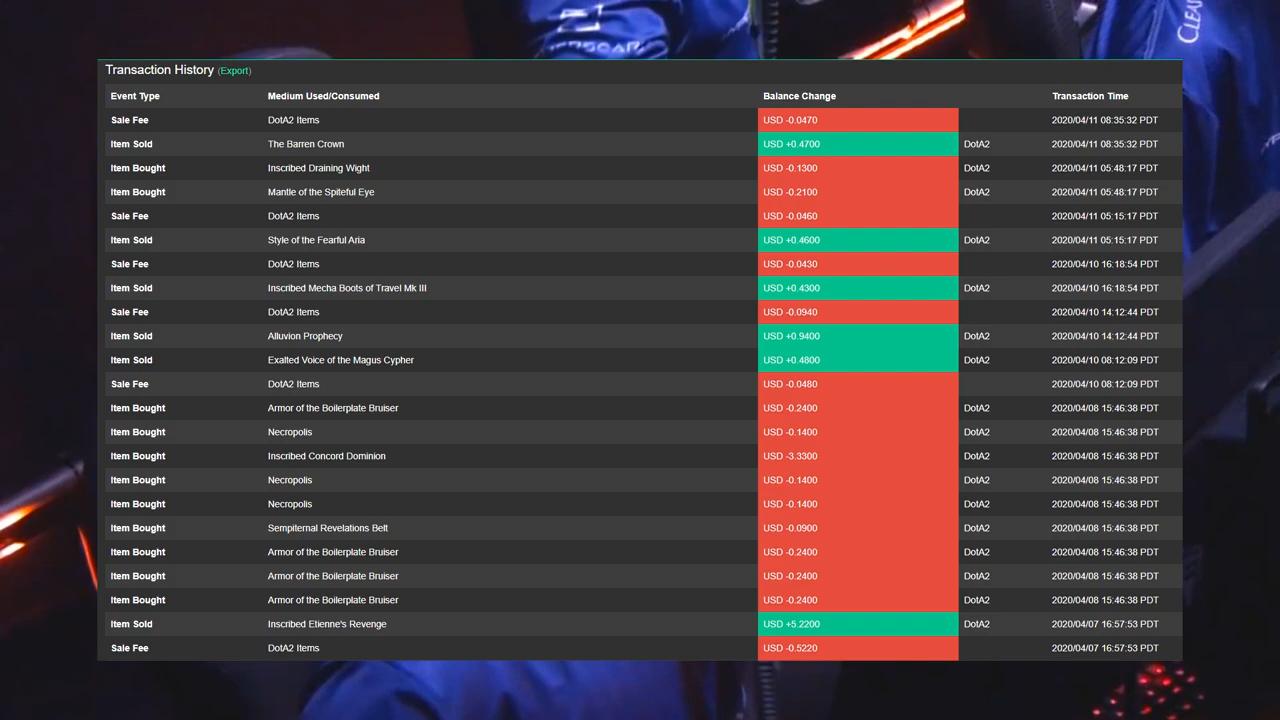 CLEA
Transaction History (Export)
Event Type Medium Used/Consumed Balance Change Transaction Time
Sale Fee DotA2 Items USD -0.0470 2020/04/11 08:35:32 PDT
Item Sold The Barren Crown USD +0.4700 DotA2 2020/04/11 08:35:32 PDT
Item Bought Inscribed Draining Wight USD -0.1300 DotA2 2020/04/11 05:48:17 PDT
Item Bought Mantle of the Spiteful Eye USD -0.2100 DotA2 2020/04/11 05:48:17 PDT
Sale Fee DotA2 Items USD -0.0460 2020/04/11 05:15:17 PDT
Item Sold Style of the Fearful Aria USD +0.4600 DotA2 2020/04/11 05:15:17 PDT
Sale Fee DotA2 Items USD -0.0430 2020/04/10 16:18:54 PDT
Item Sold Inscribed Mecha Boots of Travel Mk III USD +0.4300 DotA2 2020/04/10 16:18:54 PDT
Sale Fee DotA2 Items USD -0.0940 2020/04/10 14:12:44 PDT
Item Sold Alluvion Prophecy USD +0.9400 DotA2 2020/04/10 14:12:44 PDT
Item Sold Exalted Voice of the Magus Cypher USD +0.4800 DotA2 2020/04/10 08:12:09 PDT
Sale Fee DotA2 Items USD -0.0480 2020/04/10 08:12:09 PDT
Item Bought Armor of the Boilerplate Bruiser USD -0.2400 DotA2 2020/04/08 15:46:38 PDT
Item Bought Necropolis USD -0.1400 DotA2 2020/04/08 15:46:38 PDT
Item Bought Inscribed Concord Dominion USD -3.3300 DotA2 2020/04/08 15:46:38 PDT
Item Bought Necropolis USD -0.1400 DotA2 2020/04/08 15:46:38 PDT
Item Bought Necropolis USD -0.1400 DotA2 2020/04/08 15:46:38 PDT
Item Bought Sempiternal Revelations Belt USD -0.0900 DotA2 2020/04/08 15:46:38 PDT
Item Bought Armor of the Boilerplate Bruiser USD -0.2400 DotA2 2020/04/08 15:46:38 PDT
Item Bought Armor of the Boilerplate Bruiser USD -0.2400 DotA2 2020/04/08 15:46:38 PDT
Item Bought Armor of the Boilerplate Bruiser USD -0.2400 DotA2 2020/04/08 15:46:38 PDT
Item Sold Inscribed Etienne's Revenge USD +5.2200 DotA2 2020/04/07 16:57:53 PDT
Sale Fee DotA2 Items USD -0.5220 2020/04/07 16:57:53 PDT